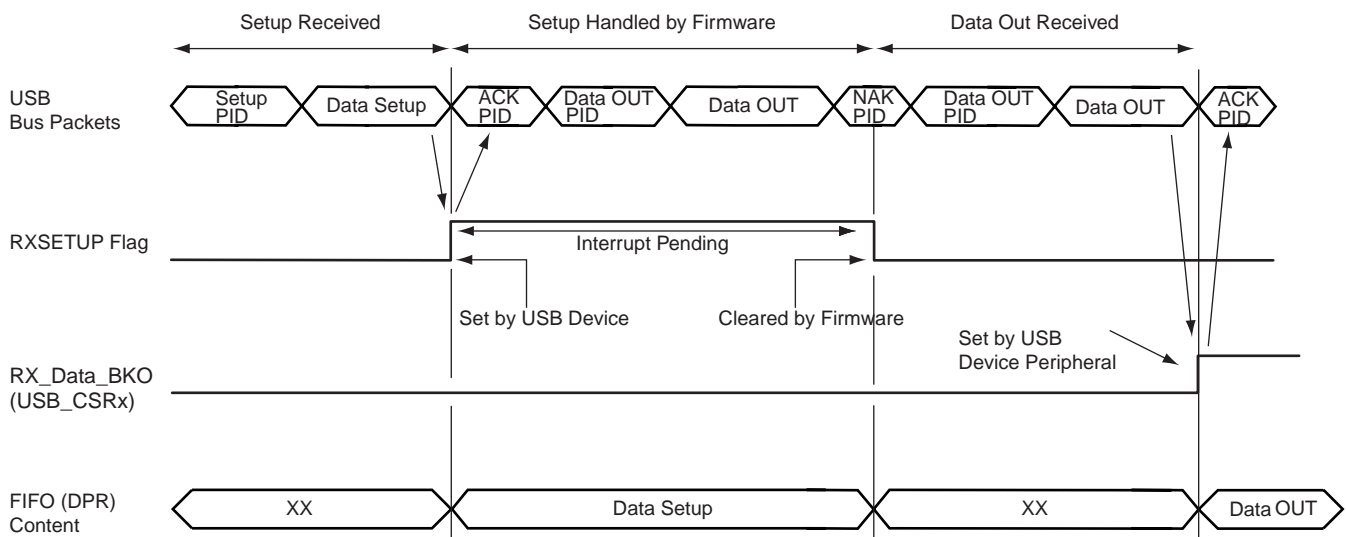 Setup Received
Setup Handled by Firmware
Data Out Received
USB
Bus Packets
Setup
PID
Data Setup
ACK
PID
Data OUT
PID
Data OUT
NAK
PID
Data OUT
PID
Data OUT
ACK
PID
RXSETUP Flag
Interrupt Pending
Set by USB Device
Cleared by Firmware
Set by USB
Device Peripheral
RX_Data_BKO
(USB_CSRx)
FIFO (DPR)
Content
XX
Data Setup
XX
Data OUT